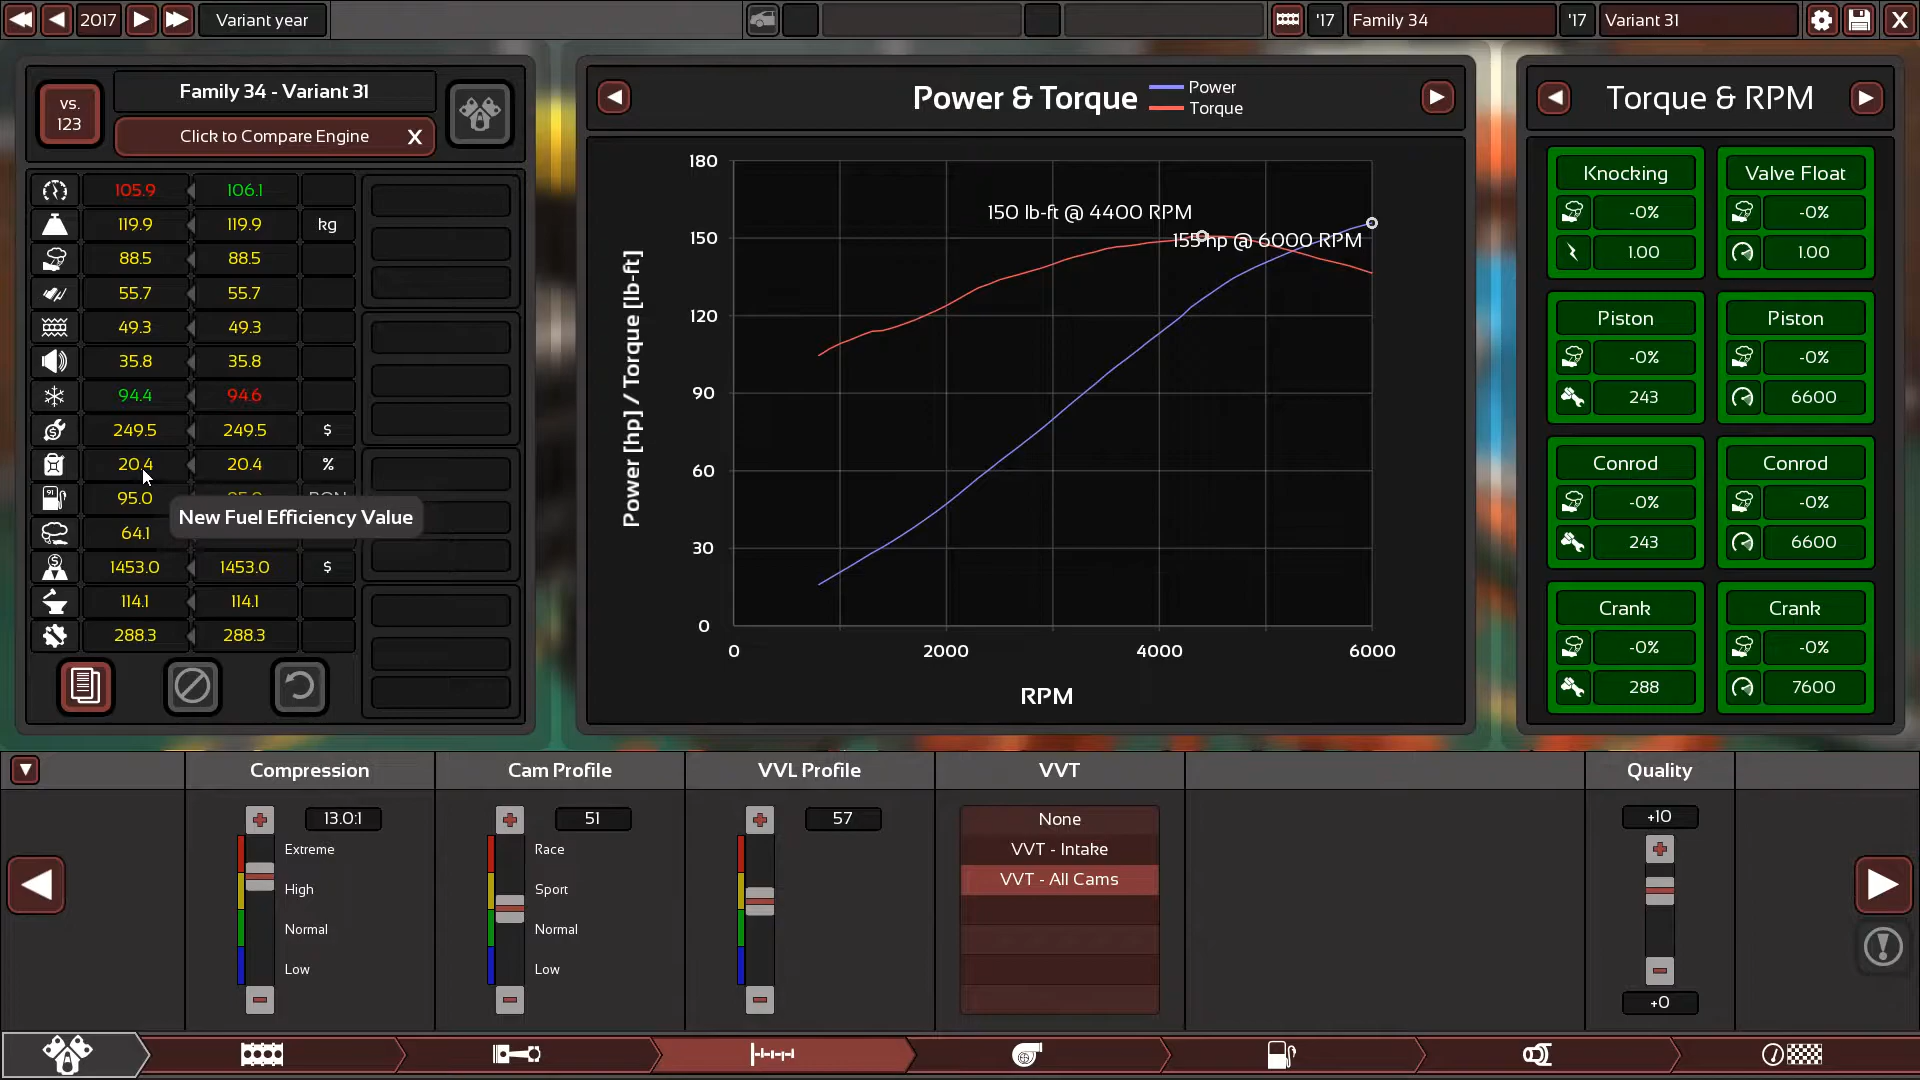 2017
Variant year
'17
Family 34
'17
Variant 31
X
vs.
123
Family 34 - Variant 31
Click to Compare Engine
X
105.9 106.1
119.9 119.9 kg
88.5 88.5
55.7 55.7
49.3 49.3
35.8 35.8
94.4 94.6
249.5 249.5 $
20.4 20.4 %
91
95.0
New Fuel Efficiency Value
64.1
1453.0 1453.0 $
114.1 114.1
288.3 288.3
Power & Torque
Power
Torque
180
150
120
90
60
30
0
Power [hp] / Torque [lb-ft]
150 lb-ft @ 4400 RPM
155 hp @ 6000 RPM
0 2000 4000 6000
RPM
Torque & RPM
Knocking
-0%
1.00
Valve Float
-0%
1.00
Piston
-0%
243
Piston
-0%
6600
Conrod
-0%
243
Conrod
-0%
6600
Crank
-0%
288
Crank
-0%
7600
Compression
13.0:1
Extreme
High
Normal
Low
Cam Profile
51
Race
Sport
Normal
Low
VVL Profile
57
VVT
None
VVT - Intake
VVT - All Cams
Quality
+10
+0